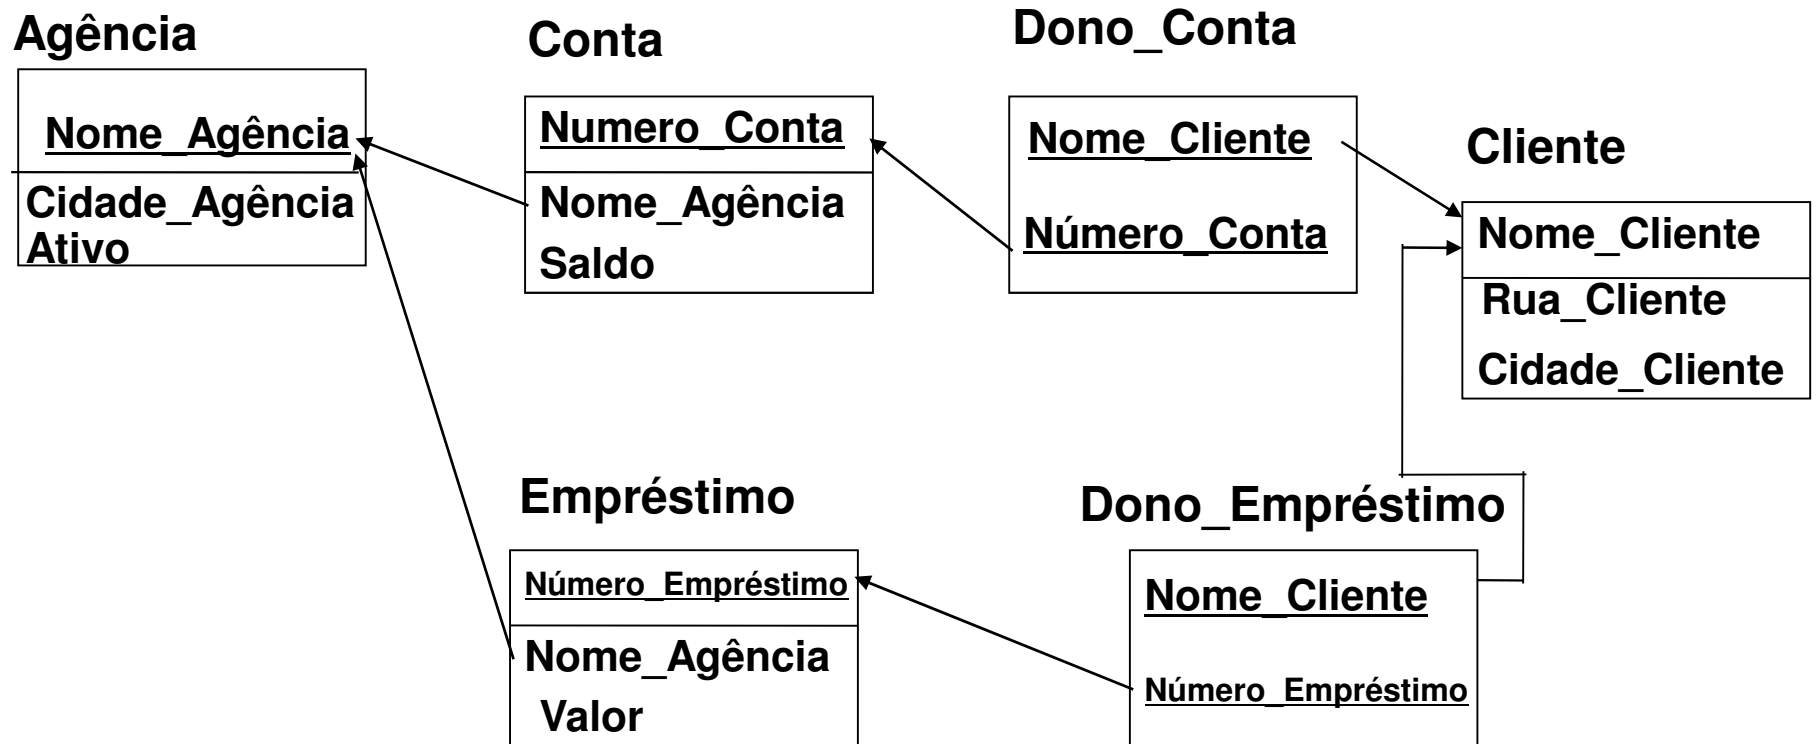 Agência
Nome_Agência
Cidade_Agência
Ativo
Conta
Numero_Conta
Nome_Agência
Saldo
Dono_Conta
Nome_Cliente
Número_Conta
Cliente
Nome_Cliente
Rua_Cliente
Cidade_Cliente
Empréstimo
Número_Empréstimo
Nome_Agência
Valor
Dono_Empréstimo
Nome_Cliente
Número_Empréstimo